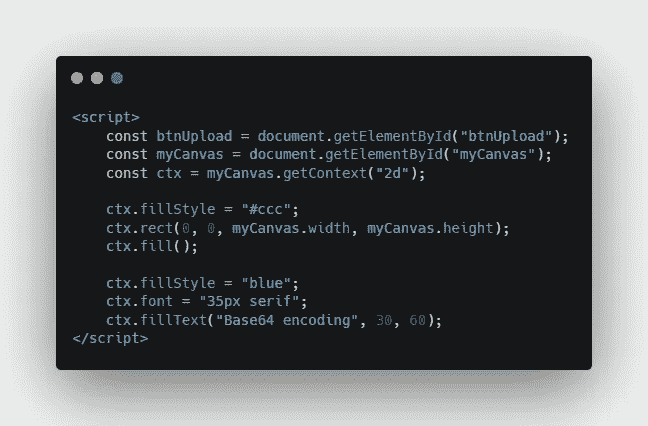 <script>
    const btnUpload = document.getElementById("btnUpload");
    const myCanvas = document.getElementById("myCanvas");
    const ctx = myCanvas.getContext("2d");

    ctx.fillStyle = "#ccc";
    ctx.rect(0, 0, myCanvas.width, myCanvas.height);
    ctx.fill();

    ctx.fillStyle = "blue";
    ctx.font = "35px serif";
    ctx.fillText("Base64 encoding", 30, 60);
</script>